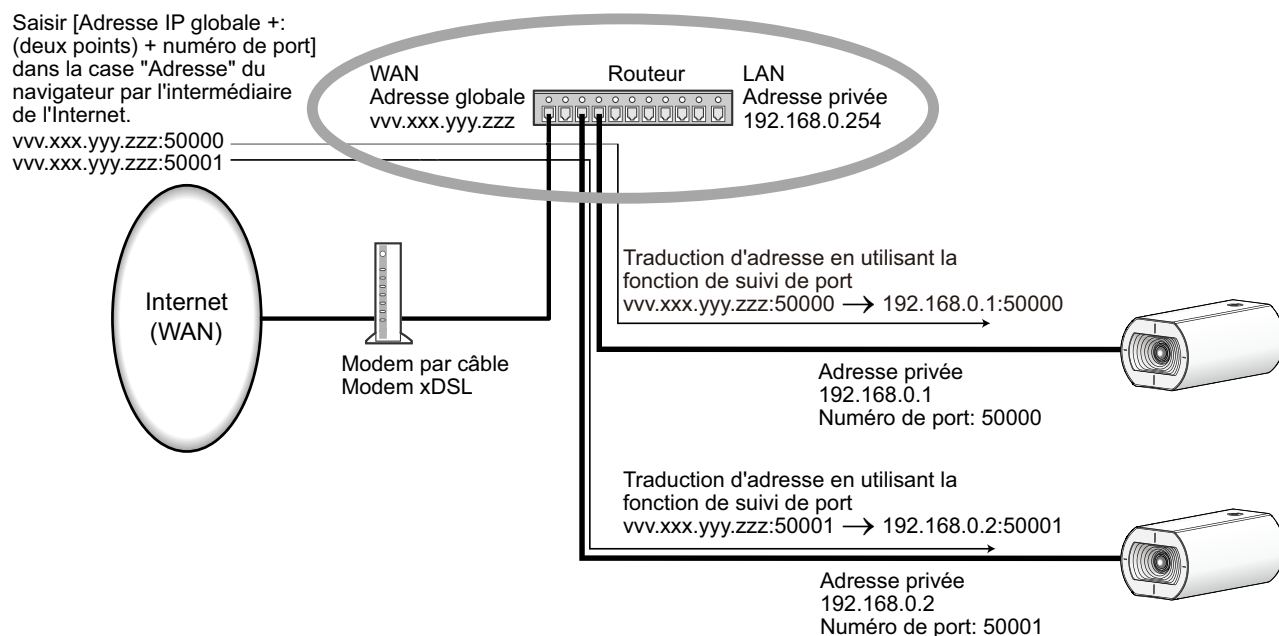 Saisir [Adresse IP globale +:
(deux points) + numéro de port]
dans la case "Adresse" du
navigateur par l'intermédiaire
de l'Internet.
vvv.xxx.yyy.zzz:50000
vvv.xxx.yyy.zzz:50001
WAN
Adresse globale
vvv.xxx.yyy.zzz
Routeur
LAN
Adresse privée
192.168.0.254
Internet
(WAN)
Modem par câble
Modem xDSL
Traduction d'adresse en utilisant la
fonction de suivi de port
vvv.xxx.yyy.zzz:50000 → 192.168.0.1:50000
Adresse privée
192.168.0.1
Numéro de port: 50000
Traduction d'adresse en utilisant la
fonction de suivi de port
vvv.xxx.yyy.zzz:50001 → 192.168.0.2:50001
Adresse privée
192.168.0.2
Numéro de port: 50001